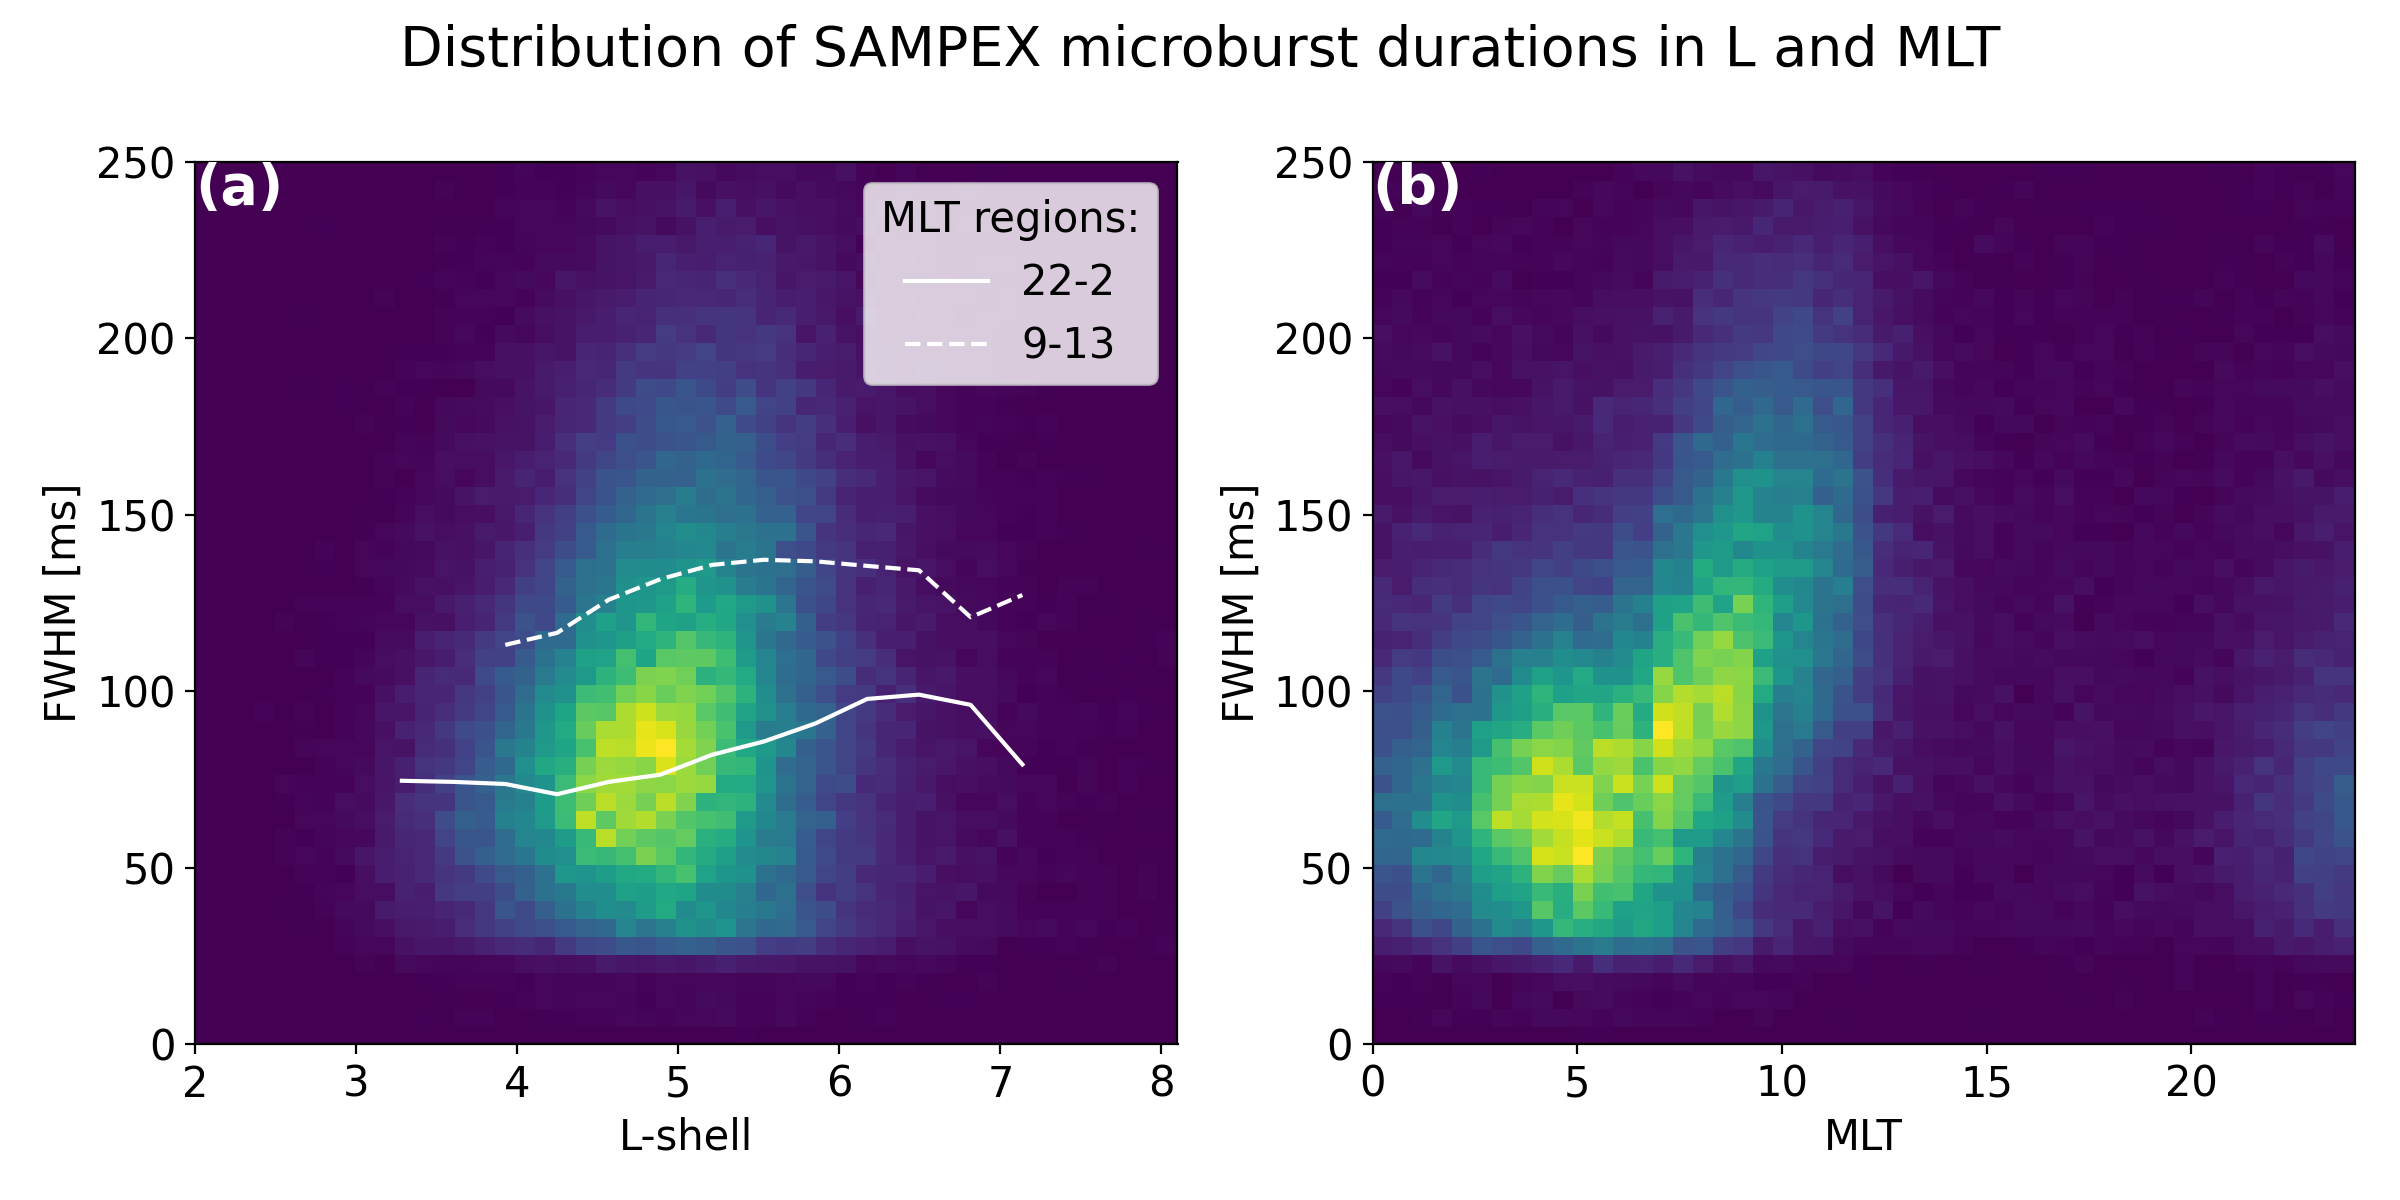 Distribution of SAMPEX microburst durations in L and MLT
(a)
MLT regions:
22-2
9-13
250
200
150
100
50
0
FWHM [ms]
2 3 4 5 6 7 8
L-shell
(b)
250
200
150
100
50
0
FWHM [ms]
0 5 10 15 20
MLT